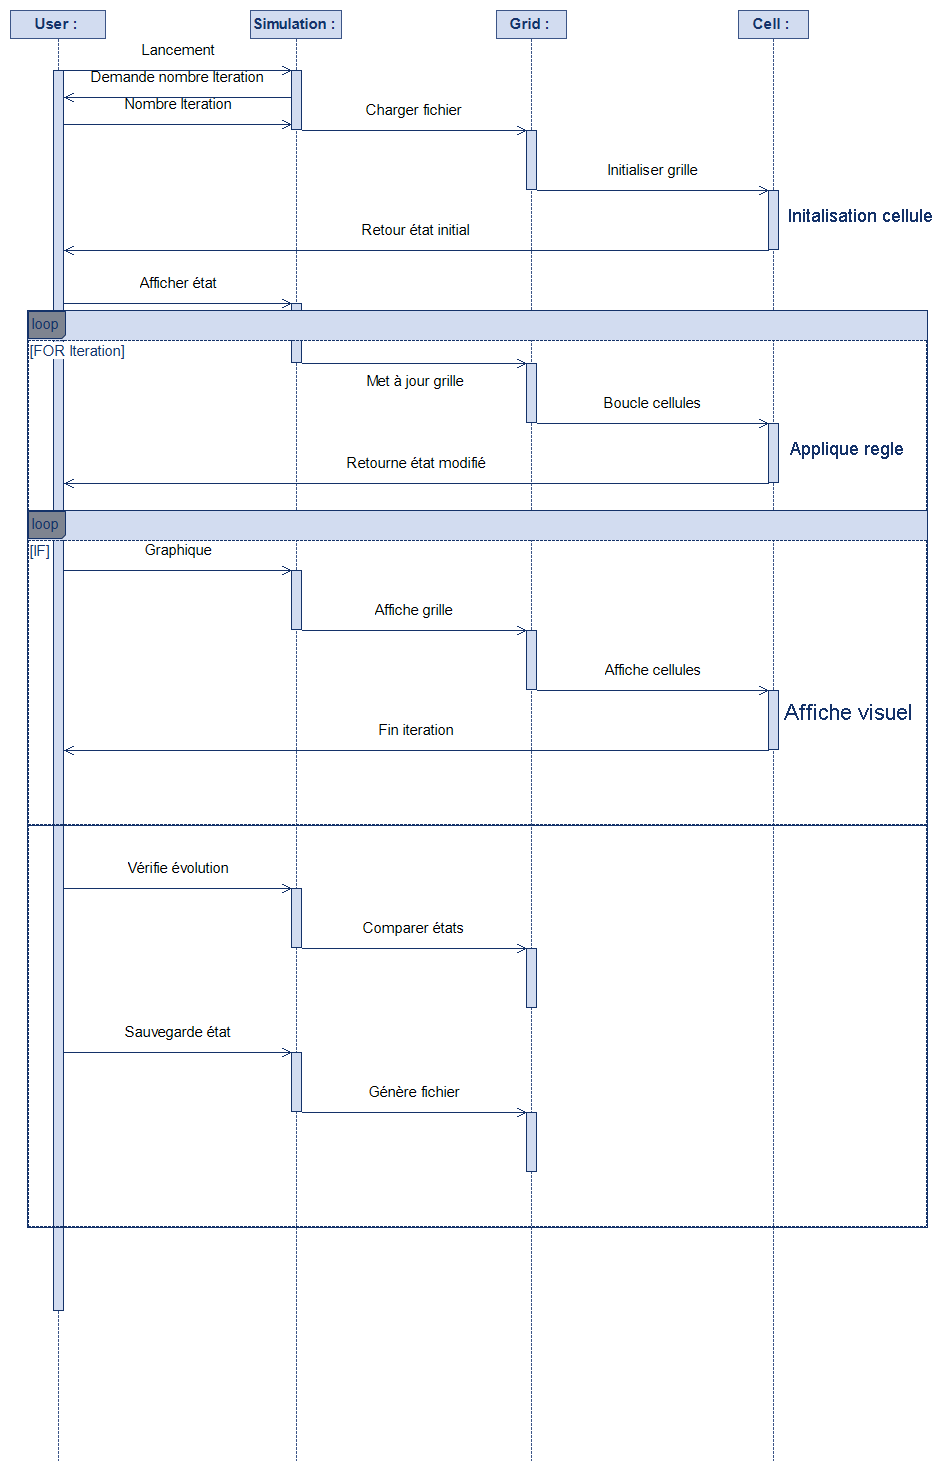 User :
Simulation :
Grid :
Cell :
Lancement
Demande nombre Iteration
Nombre Iteration
Charger fichier
Initialiser grille
Initalisation cellule
Retour état initial
Afficher état
loop
[FOR Iteration]
Met à jour grille
Boucle cellules
Applique regle
Retourne état modifié
loop
[IF]
Graphique
Affiche grille
Affiche cellules
Affiche visuel
Fin iteration
Vérifie évolution
Comparer états
Sauvegarde état
Génère fichier